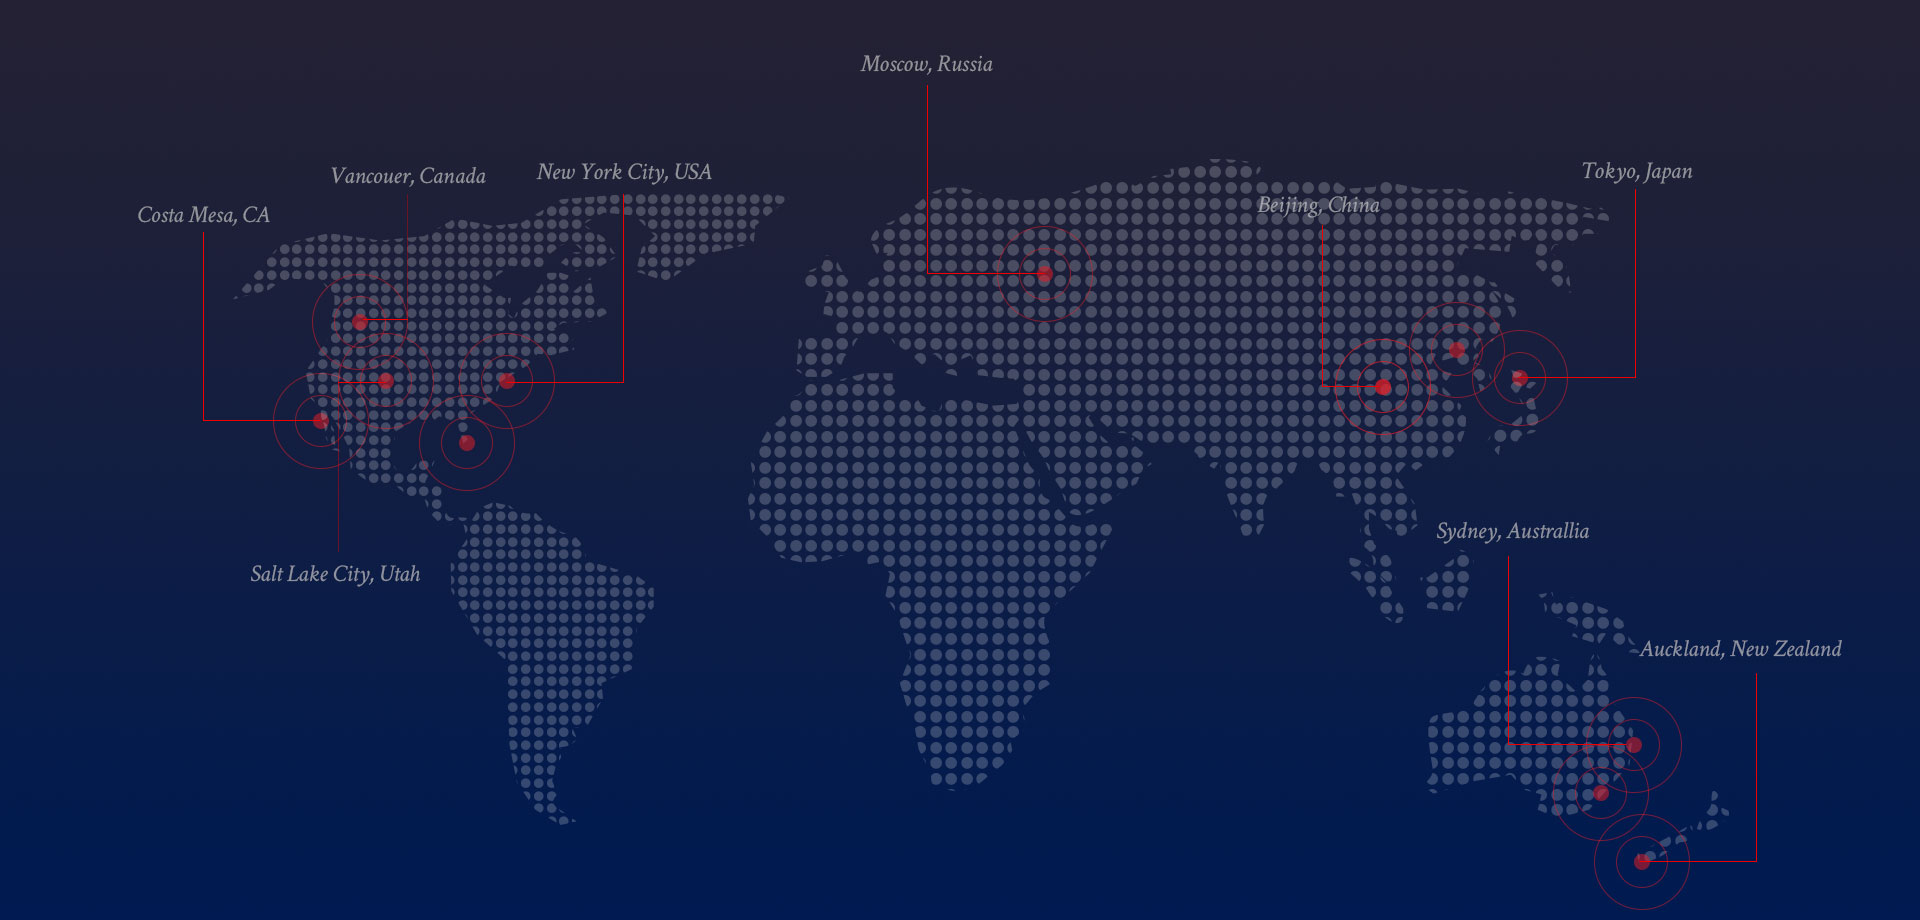 Moscow, Russia
Vancouer, Canada
New York City, USA
Tokyo, Japan
Costa Mesa, CA
Beijing, China
Sydney, Australlia
Salt Lake City, Utah
Auckland, New Zealand